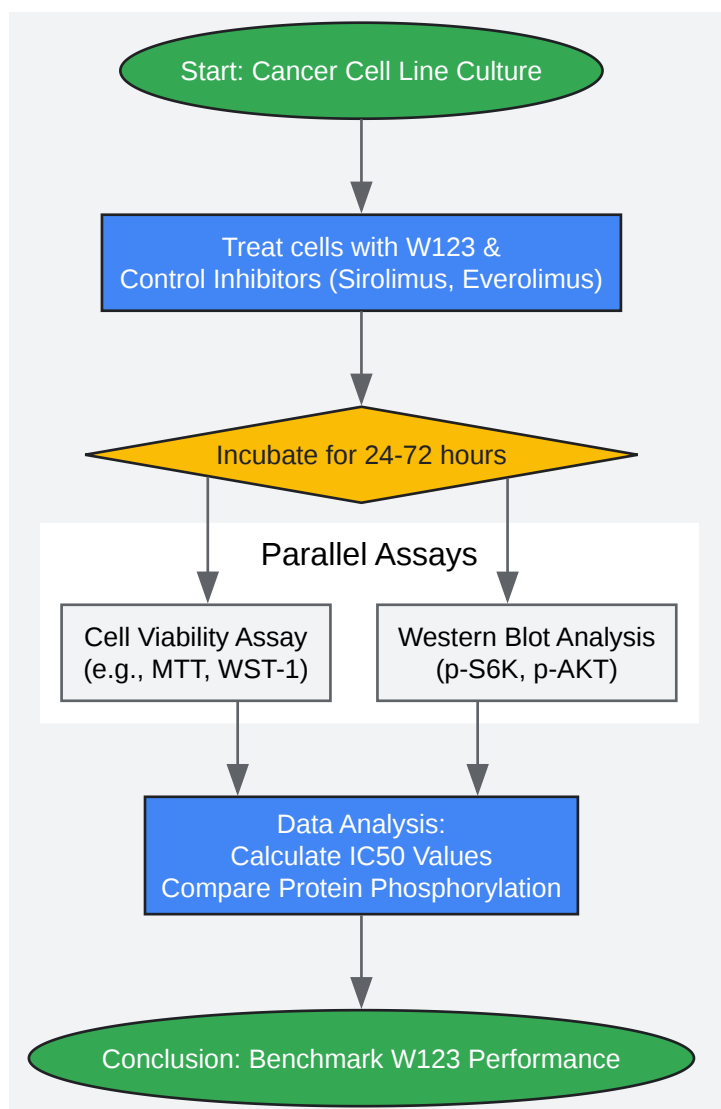 Start: Cancer Cell Line Culture
Treat cells with W123 &
Control Inhibitors (Sirolimus, Everolimus)
Incubate for 24-72 hours
Parallel Assays
Cell Viability Assay
(e.g., MTT, WST-1)
Western Blot Analysis
(p-S6K, p-AKT)
Data Analysis:
Calculate IC50 Values
Compare Protein Phosphorylation
Conclusion: Benchmark W123 Performance